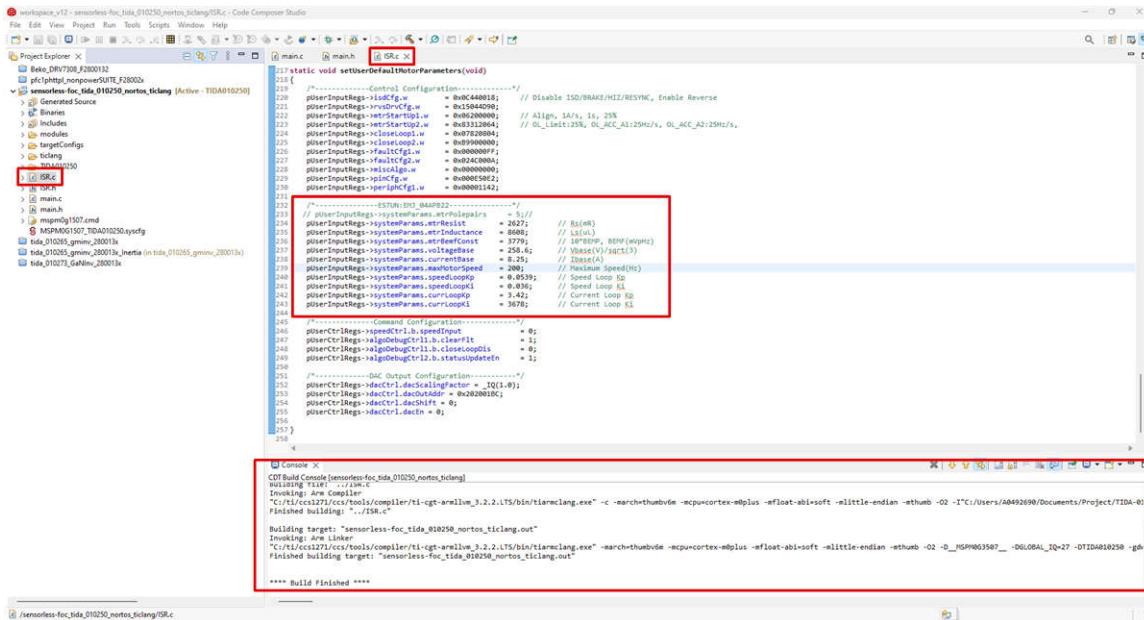 workspace_v12 - sensorless-foc_tida_010250_nortos_ticlang/ISR.c - Code Composer Studio
File Edit View Project Run Tools Scripts Window Help
Project Explorer
Beko_DRV7308_F2800132
pfc1phttpl_nonpowerSUITE_F28002x
sensorless-foc_tida_010250_nortos_ticlang [Active - TIDA010250]
Generated Source
Binaries
Includes
modules
targetConfigs
ticlang
TIDA010250
ISR.c
ISR.h
main.c
main.h
mspm0g1507.cmd
MSPM0G1507_TIDA010250.syscfg
tida_010265_gminv_280013x
tida_010265_gminv_280013x_Inertia (in tida_010265_gminv_280013x)
tida_010273_GaNInv_280013x
main.c main.h ISR.c
217 static void setUserDefaultMotorParameters(void)
218 {
219 /*-------------Control Configuration-------------*/
220 pUserInputRegs->isdCfg.w = 0x0C440018; // Disable ISD/BRAKE/HIZ/RESYNC, Enable Reverse
221 pUserInputRegs->rvsDrvCfg.w = 0x15044D90;
222 pUserInputRegs->mtrStartUp1.w = 0x06200000; // Align, 1A/s, 1s, 25%
223 pUserInputRegs->mtrStartUp2.w = 0x83312064; // OL_Limit:25%, OL_ACC_A1:25Hz/s, OL_ACC_A2:25Hz/s,
224 pUserInputRegs->closeLoop1.w = 0x07820804;
225 pUserInputRegs->closeLoop2.w = 0x09900000;
226 pUserInputRegs->faultCfg1.w = 0x000000FF;
227 pUserInputRegs->faultCfg2.w = 0x024C000A;
228 pUserInputRegs->miscAlgo.w = 0x00000000;
229 pUserInputRegs->pinCfg.w = 0x000E50E2;
230 pUserInputRegs->periphCfg1.w = 0x00001142;
231
232 /*-------------ESTUN:EMJ_04APB22-------------*/
233 // pUserInputRegs->systemParams.mtrPolepairs = 5;//
234 pUserInputRegs->systemParams.mtrResist = 2627; // Rs(mR)
235 pUserInputRegs->systemParams.mtrInductance = 8608; // Ls(uL)
236 pUserInputRegs->systemParams.mtrBemfConst = 3779; // 10*BEMP, BEMF(mVpHz)
237 pUserInputRegs->systemParams.voltageBase = 258.6; // Vbase(V)/sqrt(3)
238 pUserInputRegs->systemParams.currentBase = 8.25; // Ibase(A)
239 pUserInputRegs->systemParams.maxMotorSpeed = 200; // Maximum Speed(Hz)
240 pUserInputRegs->systemParams.speedLoopKp = 0.0539; // Speed Loop Kp
241 pUserInputRegs->systemParams.speedLoopKi = 0.036; // Speed Loop Ki
242 pUserInputRegs->systemParams.currLoopKp = 3.42; // Current Loop Kp
243 pUserInputRegs->systemParams.currLoopKi = 3678; // Current Loop Ki
244
245 /*-------------Command Configuration-----------*/
246 pUserCtrlRegs->speedCtrl.b.speedInput = 0;
247 pUserCtrlRegs->algoDebugCtrl1.b.clearFlt = 1;
248 pUserCtrlRegs->algoDebugCtrl1.b.closeLoopDis = 0;
249 pUserCtrlRegs->algoDebugCtrl2.b.statusUpdateEn = 1;
250
251 /*-------------DAC Output Configuration-----------*/
252 pUserCtrlRegs->dacCtrl.dacScalingFactor = _IQ(1.0);
253 pUserCtrlRegs->dacCtrl.dacOutAddr = 0x202001BC;
254 pUserCtrlRegs->dacCtrl.dacShift = 0;
255 pUserCtrlRegs->dacCtrl.dacEn = 0;
256
257 }
258
Console
CDT Build Console [sensorless-foc_tida_010250_nortos_ticlang]
Building file: "../ISR.c"
Invoking: Arm Compiler
"C:/ti/ccs1271/ccs/tools/compiler/ti-cgt-armllvm_3.2.2.LTS/bin/tiarmclang.exe" -c -march=thumbv6m -mcpu=cortex-m0plus -mfloat-abi=soft -mlittle-endian -mthumb -O2 -I"C:/Users/A0492690/Documents/Project/TIDA-01
Finished building: "../ISR.c"
Building target: "sensorless-foc_tida_010250_nortos_ticlang.out"
Invoking: Arm Linker
"C:/ti/ccs1271/ccs/tools/compiler/ti-cgt-armllvm_3.2.2.LTS/bin/tiarmclang.exe" -march=thumbv6m -mcpu=cortex-m0plus -mfloat-abi=soft -mlittle-endian -mthumb -O2 -D__MSPM0G3507__ -DGLOBAL_IQ=27 -DTIDA010250 -gdw
Finished building target: "sensorless-foc_tida_010250_nortos_ticlang.out"
**** Build Finished ****
/sensorless-foc_tida_010250_nortos_ticlang/ISR.c